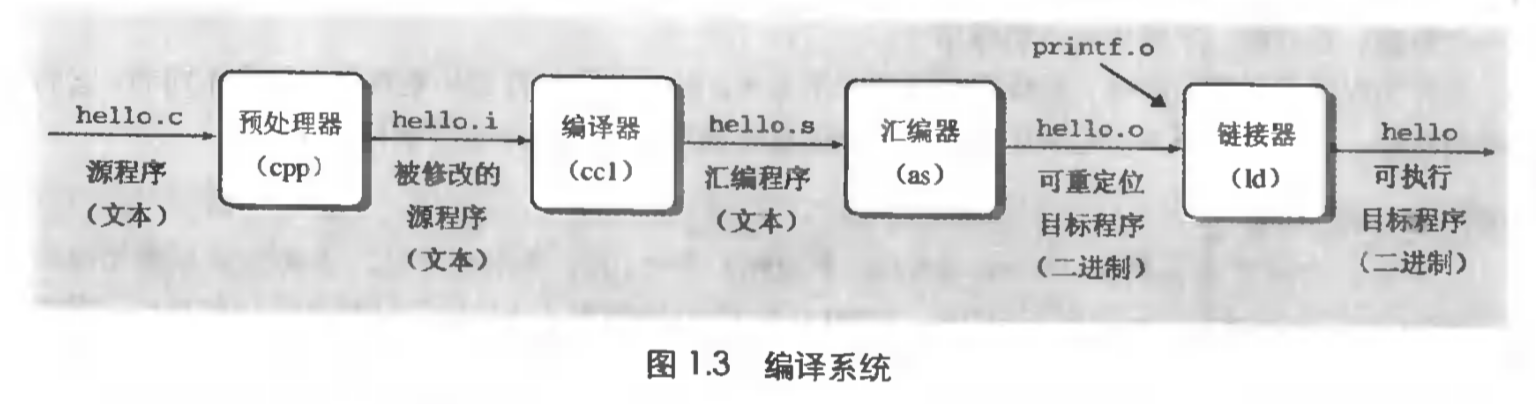 printf.o
hello.c
预处理器
(cpp)
源程序
(文本)
hello.i
被修改的
源程序
(文本)
编译器
(cc1)
hello.s
汇编程序
(文本)
汇编器
(as)
hello.o
可重定位
目标程序
(二进制)
链接器
(ld)
hello
可执行
目标程序
(二进制)
图 1.3 编译系统